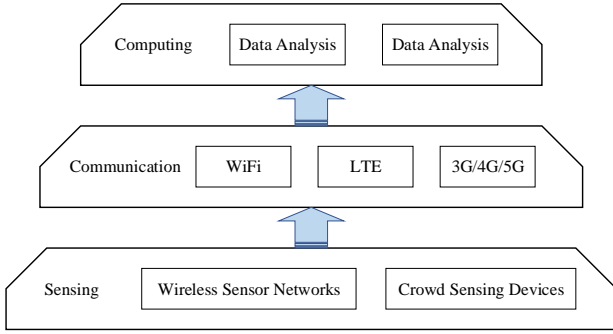 Computing Data Analysis Data Analysis
Communication WiFi LTE 3G/4G/5G
Sensing Wireless Sensor Networks Crowd Sensing Devices